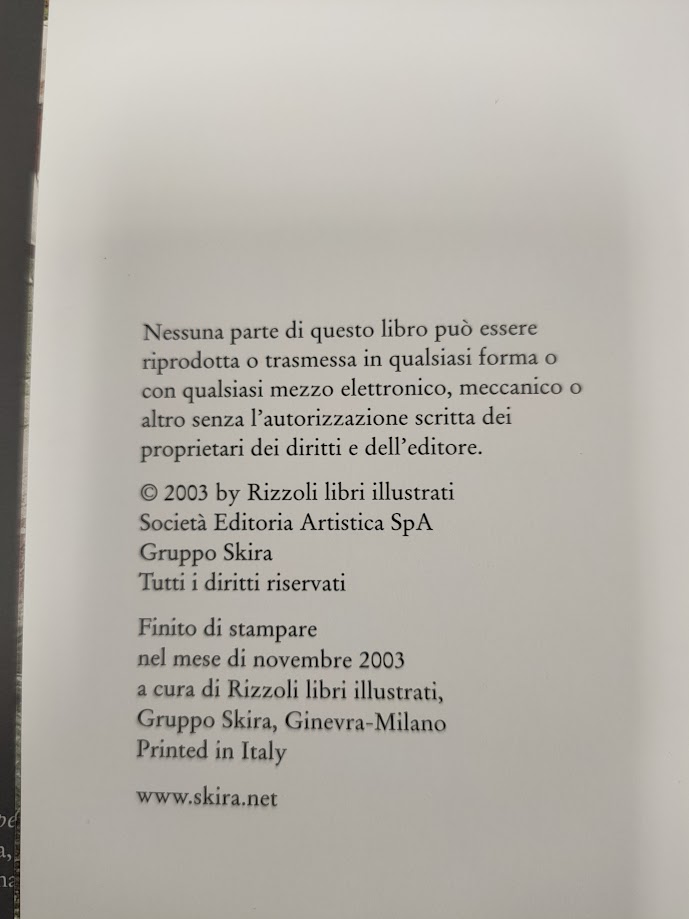 Nessuna parte di questo libro può essere
riprodotta o trasmessa in qualsiasi forma o
con qualsiasi mezzo elettronico, meccanico o
altro senza l'autorizzazione scritta dei
proprietari dei diritti e dell'editore.
© 2003 by Rizzoli libri illustrati
Società Editoria Artistica SpA
Gruppo Skira
Tutti i diritti riservati
Finito di stampare
nel mese di novembre 2003
a cura di Rizzoli libri illustrati,
Gruppo Skira, Ginevra-Milano
Printed in Italy
www.skira.net